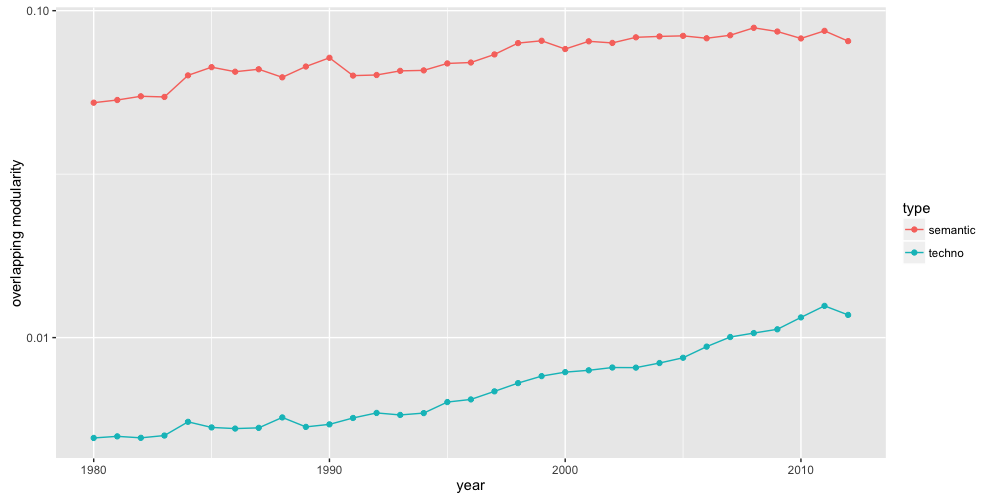 0.10
0.01
overlapping modularity
1980
1990
2000
2010
year
type
semantic
techno